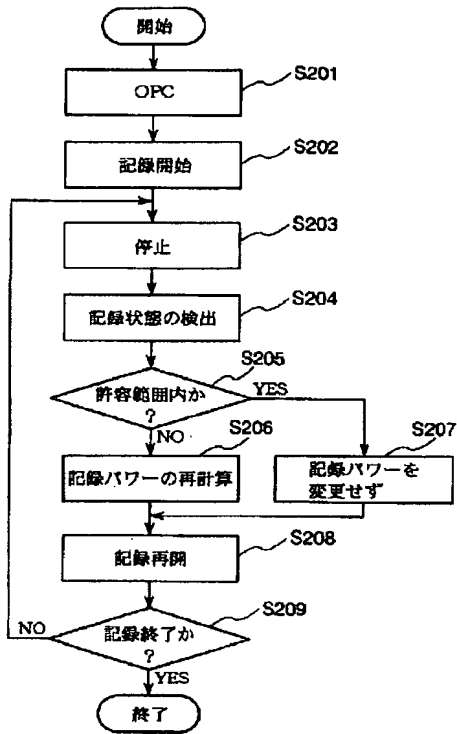 開始
S201
OPC
S202
記録開始
S203
停止
S204
記録状態の検出
S205
許容範囲内か
?
YES
NO
S206
記録パワーの再計算
S207
記録パワーを
変更せず
S208
記録再開
S209
記録終了か
?
NO
YES
終了